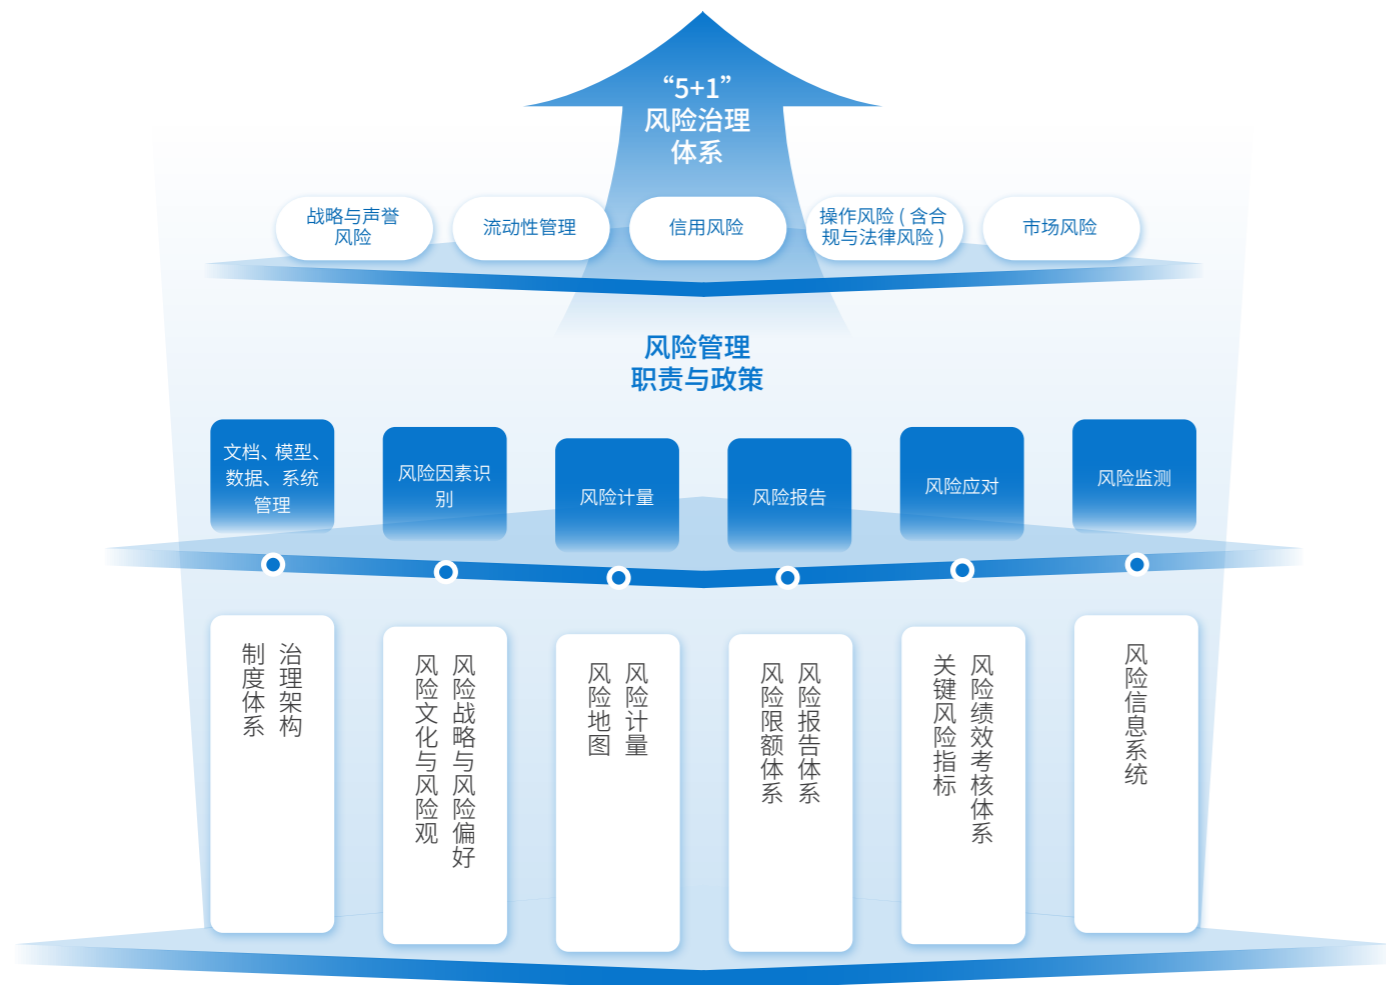 “5+1”
风险治理
体系
战略与声誉
风险
流动性管理
信用风险
操作风险 ( 含合
规与法律风险 )
市场风险
风险管理
职责与政策
文档、模型、
数据、系统
管理
风险因素识
别
风险计量
风险报告
风险应对
风险监测
治理架构
制度体系
风险战略与风险偏好
风险文化与风险观
风险计量
风险地图
风险报告体系
风险限额体系
风险绩效考核体系
关键风险指标
风险信息系统